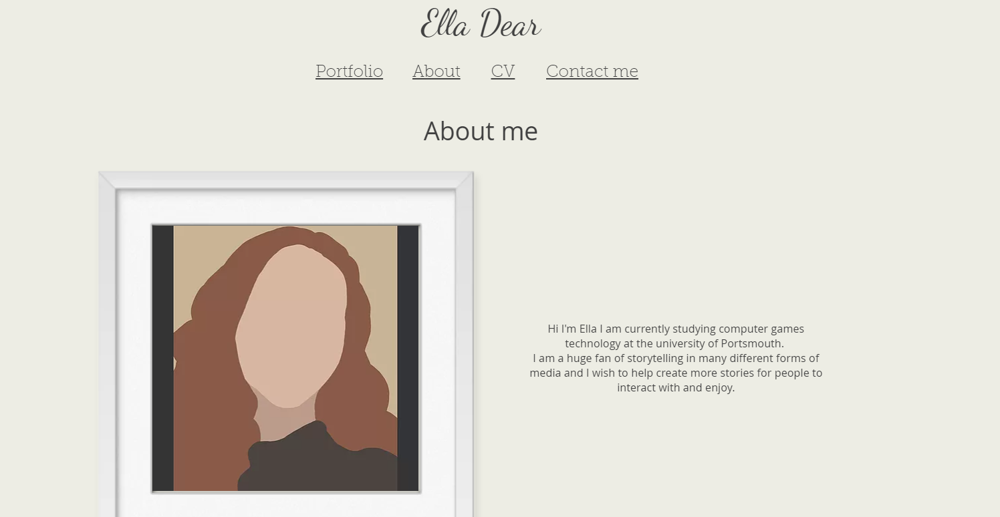 Ella Dear
Portfolio About CV Contact me
About me
Hi I'm Ella I am currently studying computer games
technology at the university of Portsmouth.
I am a huge fan of storytelling in many different forms of
media and I wish to help create more stories for people to
interact with and enjoy.